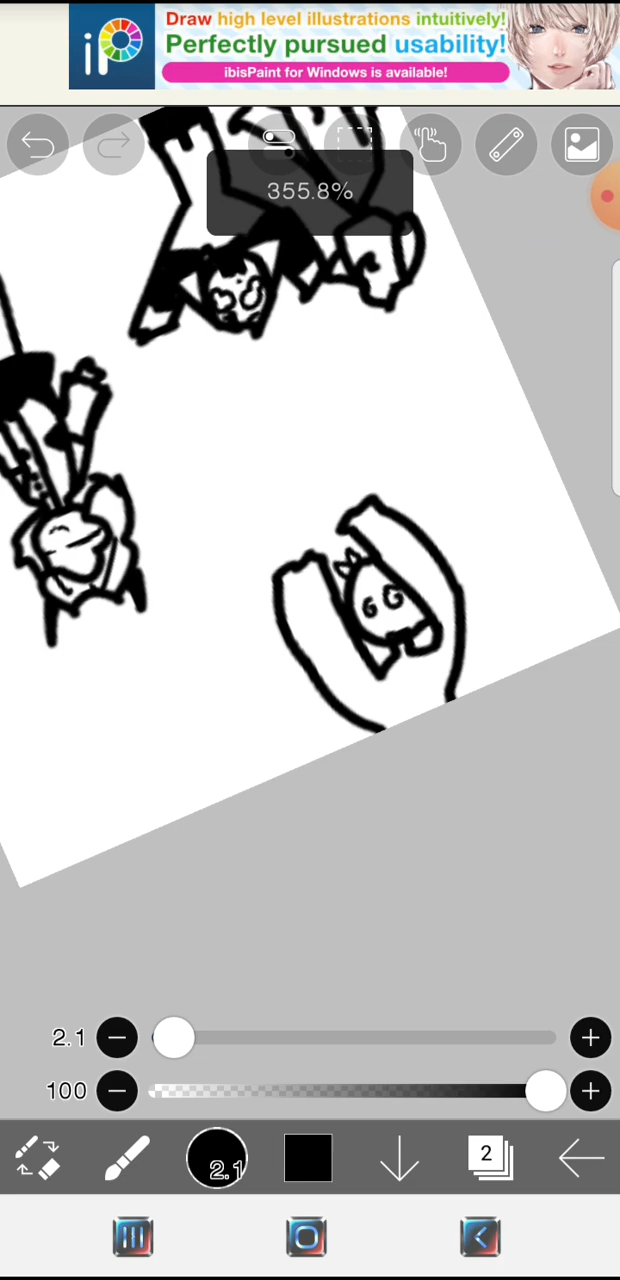 iP
Draw high level illustrations intuitively!
Perfectly pursued usability!
ibisPaint for Windows is available!
355.8%
2.1
100
2.1
2